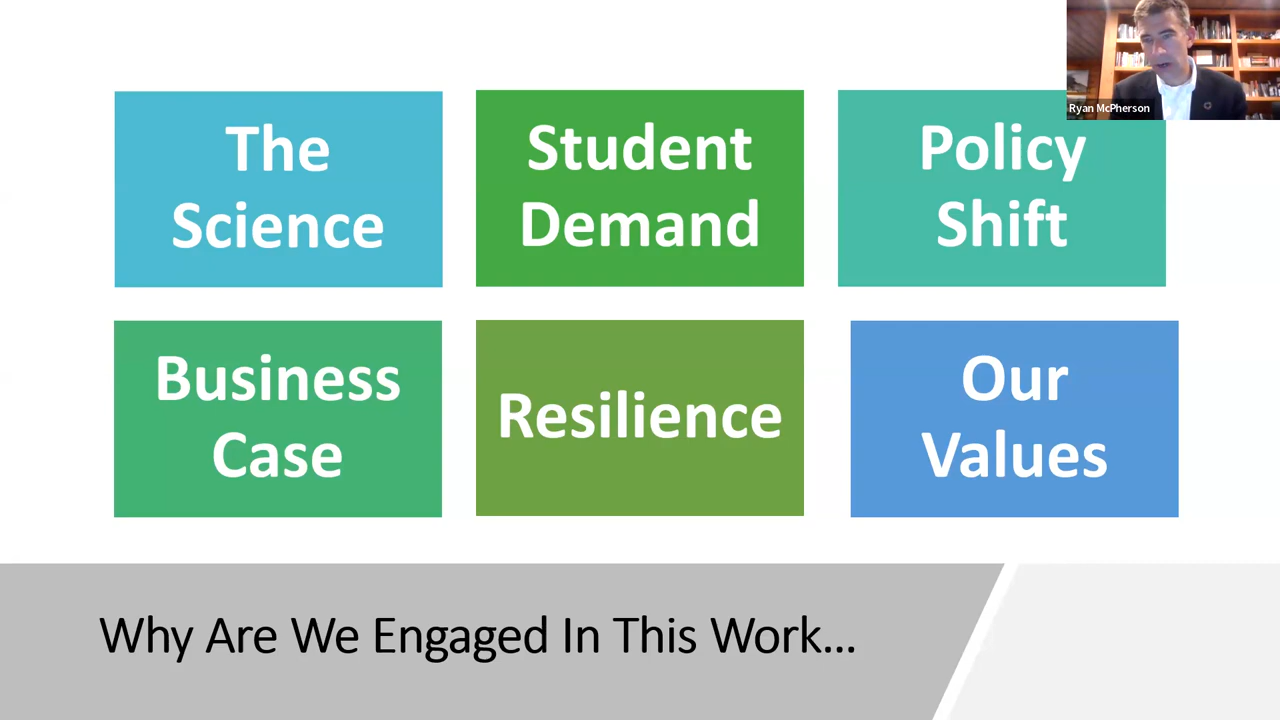 Ryan McPherson
The
Science
Student
Demand
Policy
Shift
Business
Case
Resilience
Our
Values
Why Are We Engaged In This Work...